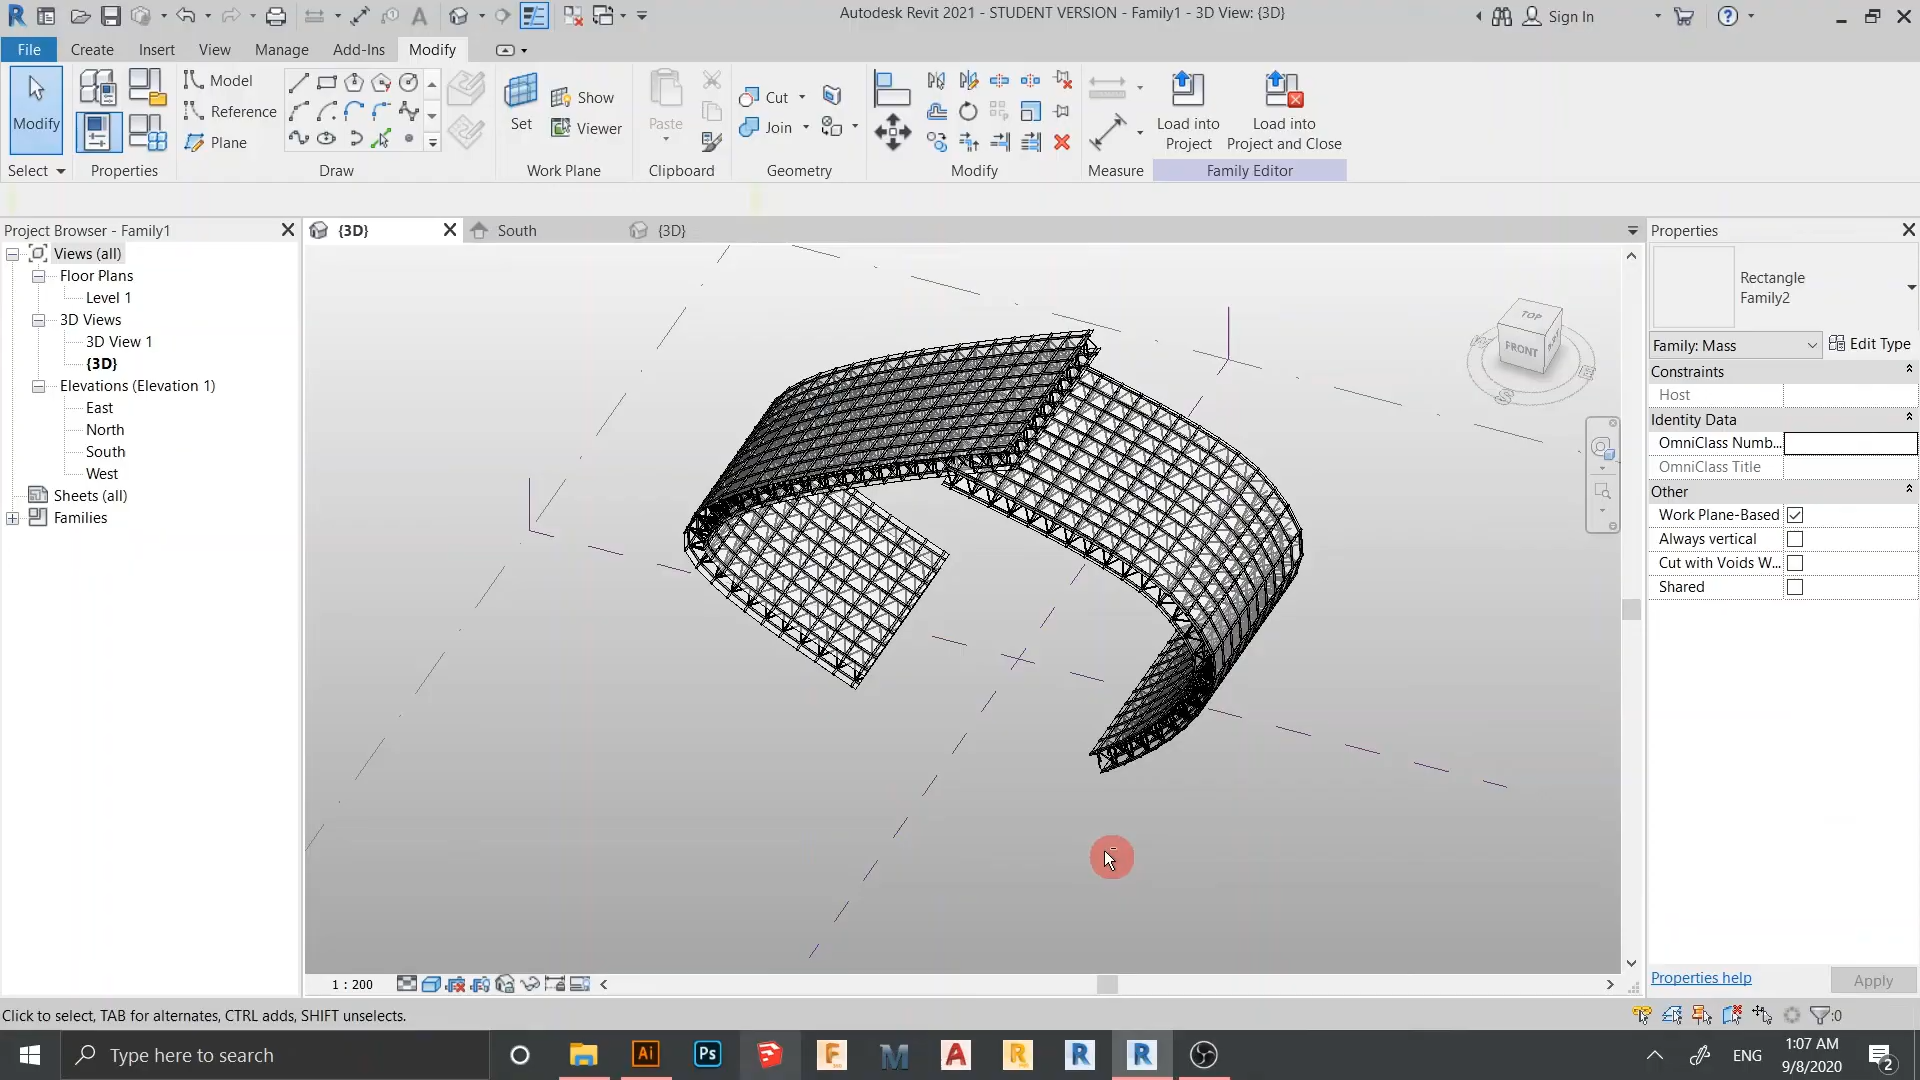 Autodesk Revit 2021 - STUDENT VERSION - Family1 - 3D View: {3D}
Sign In
File Create Insert View Manage Add-Ins Modify
Modify
Model
Reference
Plane
Set
Show
Viewer
Paste
Cut
Join
Load into
Project
Load into
Project and Close
Select Properties Draw Work Plane Clipboard Geometry Modify Measure Family Editor
Project Browser - Family1
Views (all)
Floor Plans
Level 1
3D Views
3D View 1
{3D}
Elevations (Elevation 1)
East
North
South
West
Sheets (all)
Families
{3D} South {3D}
TOP
FRONT
Properties
Rectangle
Family2
Family: Mass Edit Type
Constraints
Host
Identity Data
OmniClass Numb...
OmniClass Title
Other
Work Plane-Based
Always vertical
Cut with Voids W...
Shared
Properties help Apply
1 : 200
Click to select, TAB for alternates, CTRL adds, SHIFT unselects.
:0
Type here to search
Ai
Ps
ENG
1:07 AM
9/8/2020
2